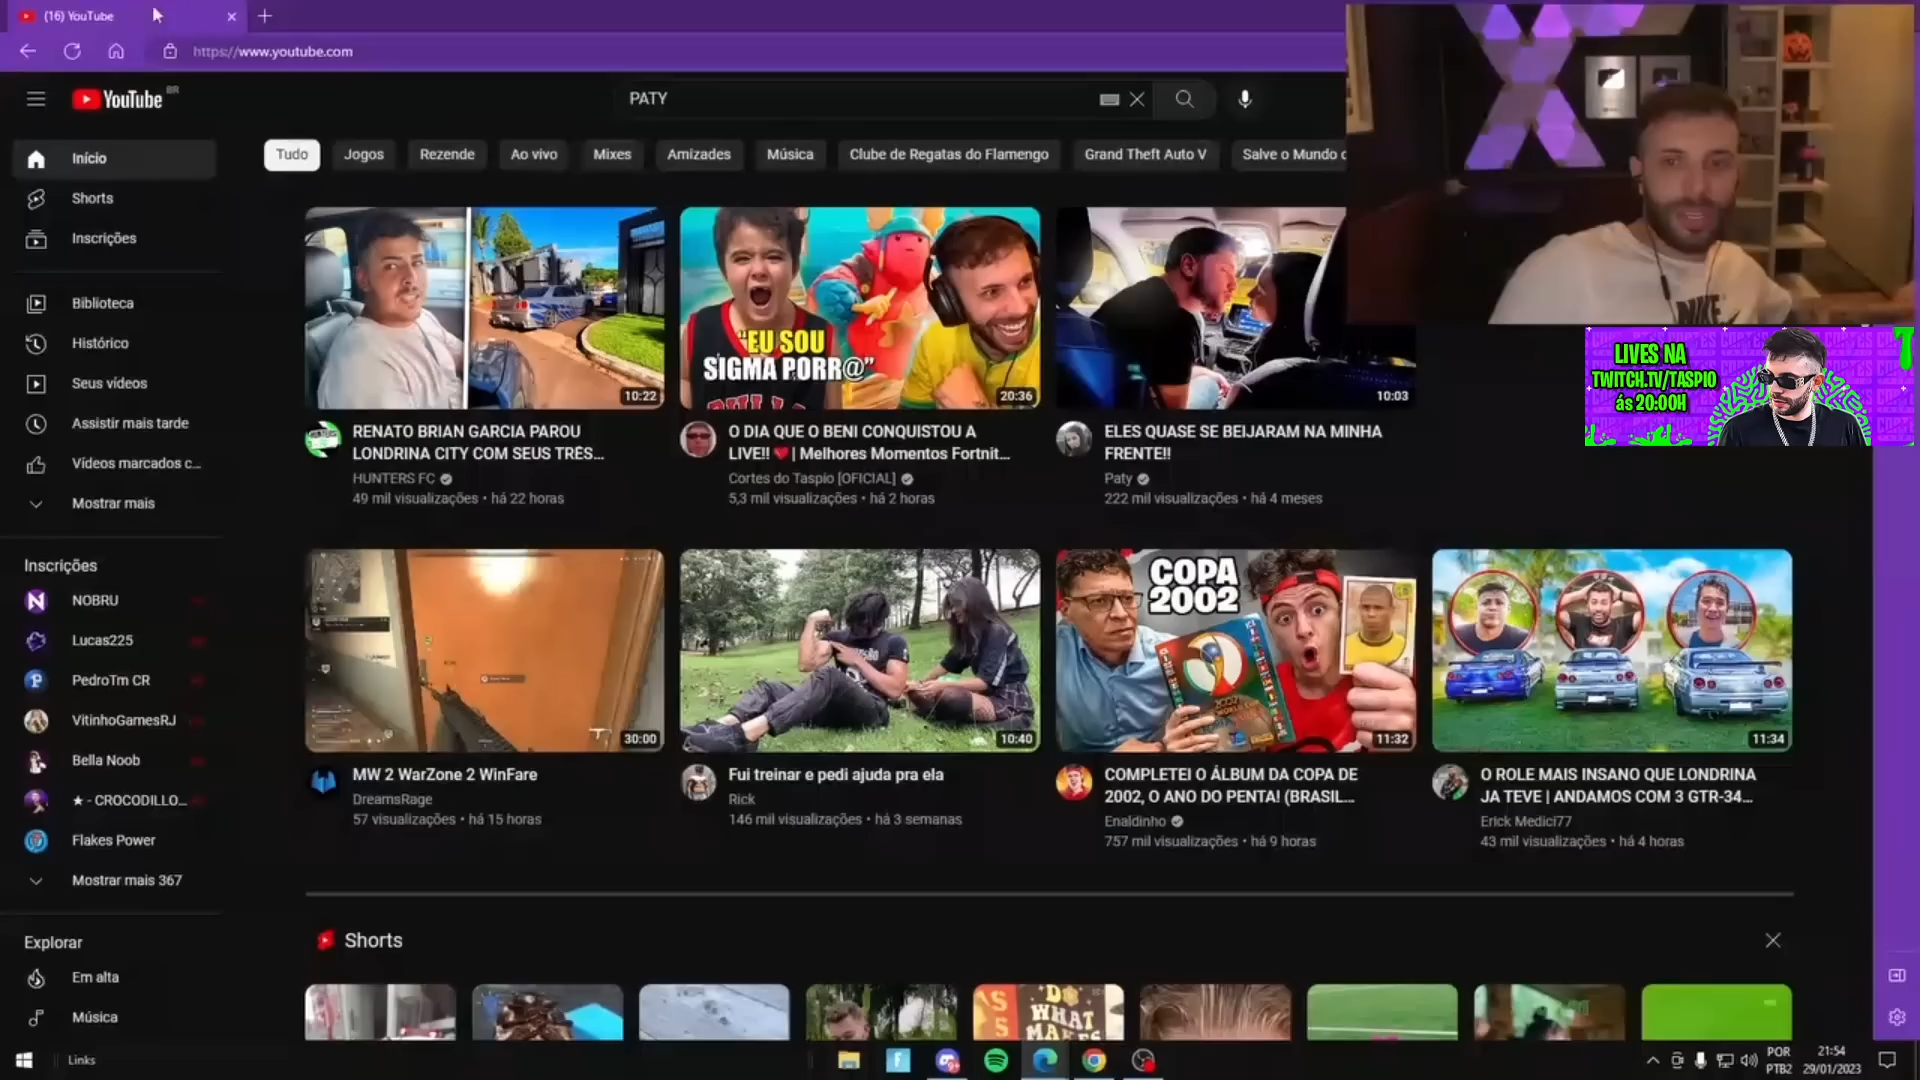 (16) YouTube
https://www.youtube.com
YouTube BR
PATY
Início
Shorts
Inscrições
Biblioteca
Histórico
Seus vídeos
Assistir mais tarde
Vídeos marcados c...
Mostrar mais
Inscrições
NOBRU
Lucas225
PedroTm CR
VitinhoGamesRJ
Bella Noob
★ - CROCODILLO...
Flakes Power
Mostrar mais 367
Explorar
Em alta
Música
Tudo
Jogos
Rezende
Ao vivo
Mixes
Amizades
Música
Clube de Regatas do Flamengo
Grand Theft Auto V
Salve o Mundo
NIKE
LIVES NA
TWITCH.TV/TASPIO
ás 20:00H
10:22
RENATO BRIAN GARCIA PAROU
LONDRINA CITY COM SEUS TRÊS...
HUNTERS FC
49 mil visualizações • há 22 horas
"EU SOU
SIGMA PORR@"
20:36
O DIA QUE O BENI CONQUISTOU A
LIVE!! ❤️ | Melhores Momentos Fortnit...
Cortes do Taspio [OFICIAL]
5,3 mil visualizações • há 2 horas
10:03
ELES QUASE SE BEIJARAM NA MINHA
FRENTE!!
Paty
222 mil visualizações • há 4 meses
30:00
MW 2 WarZone 2 WinFare
DreamsRage
57 visualizações • há 15 horas
10:40
Fui treinar e pedi ajuda pra ela
Rick
146 mil visualizações • há 3 semanas
COPA
2002
11:32
COMPLETEI O ÁLBUM DA COPA DE
2002, O ANO DO PENTA! (BRASIL...
Enaldinho
757 mil visualizações • há 9 horas
11:34
O ROLE MAIS INSANO QUE LONDRINA
JA TEVE | ANDAMOS COM 3 GTR-34...
Erick Medici77
43 mil visualizações • há 4 horas
Shorts
DO
WHAT
MAKES
Links
POR
PTB2
21:54
29/01/2023